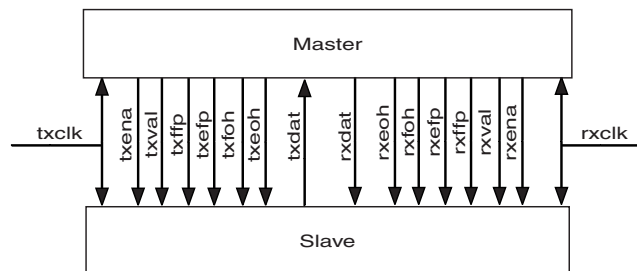 Master
txclk
txena
txval
txffp
txefp
txfoh
txeoh
txdat
rxdat
rxeoh
rxfoh
rxefp
rxffp
rxval
rxena
rxclk
Slave